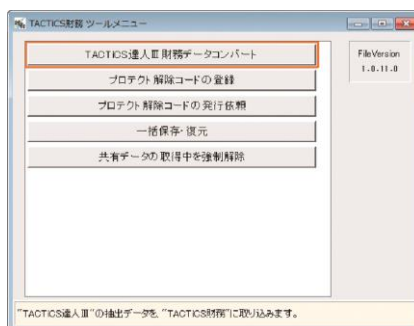 TACTICS財務 ツールメニュー
TACTICS達人Ⅲ財務データコンバート
FileVersion
1.0.11.0
プロテクト解除コードの登録
プロテクト解除コードの発行依頼
一括保存・復元
共有データの取得中を強制解除
"TACTICS達人Ⅲ"の抽出データを、"TACTICS財務"に取り込みます。